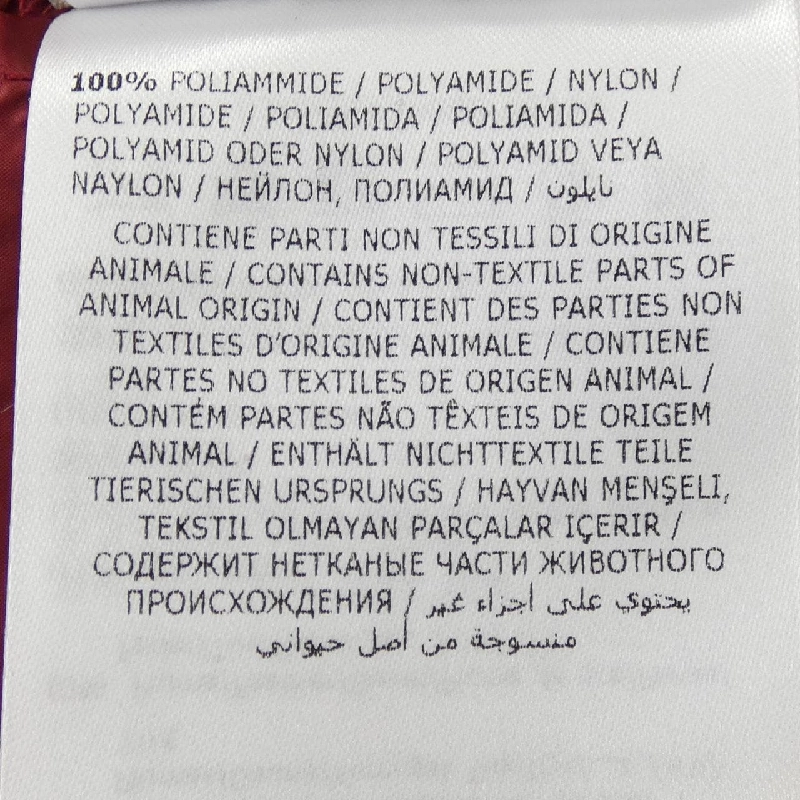 100% POLIAMMIDE / POLYAMIDE / NYLON /
POLYAMIDE / POLIAMIDA / POLIAMIDA /
POLYAMID ODER NYLON / POLYAMID VEYA
NAYLON / НЕЙЛОН, ПОЛИАМИД / نايلون
CONTIENE PARTI NON TESSILI DI ORIGINE
ANIMALE / CONTAINS NON-TEXTILE PARTS OF
ANIMAL ORIGIN / CONTIENT DES PARTIES NON
TEXTILES D'ORIGINE ANIMALE / CONTIENE
PARTES NO TEXTILES DE ORIGEN ANIMAL /
CONTÉM PARTES NÃO TÊXTEIS DE ORIGEM
ANIMAL / ENTHÄLT NICHTTEXTILE TEILE
TIERISCHEN URSPRUNGS / HAYVAN MENŞELI,
TEKSTIL OLMAYAN PARÇALAR IÇERIR /
СОДЕРЖИТ НЕТКАНЫЕ ЧАСТИ ЖИВОТНОГО
ПРОИСХОЖДЕНИЯ / يحتوي على اجزاء غير
منسوجة من أصل حيواني